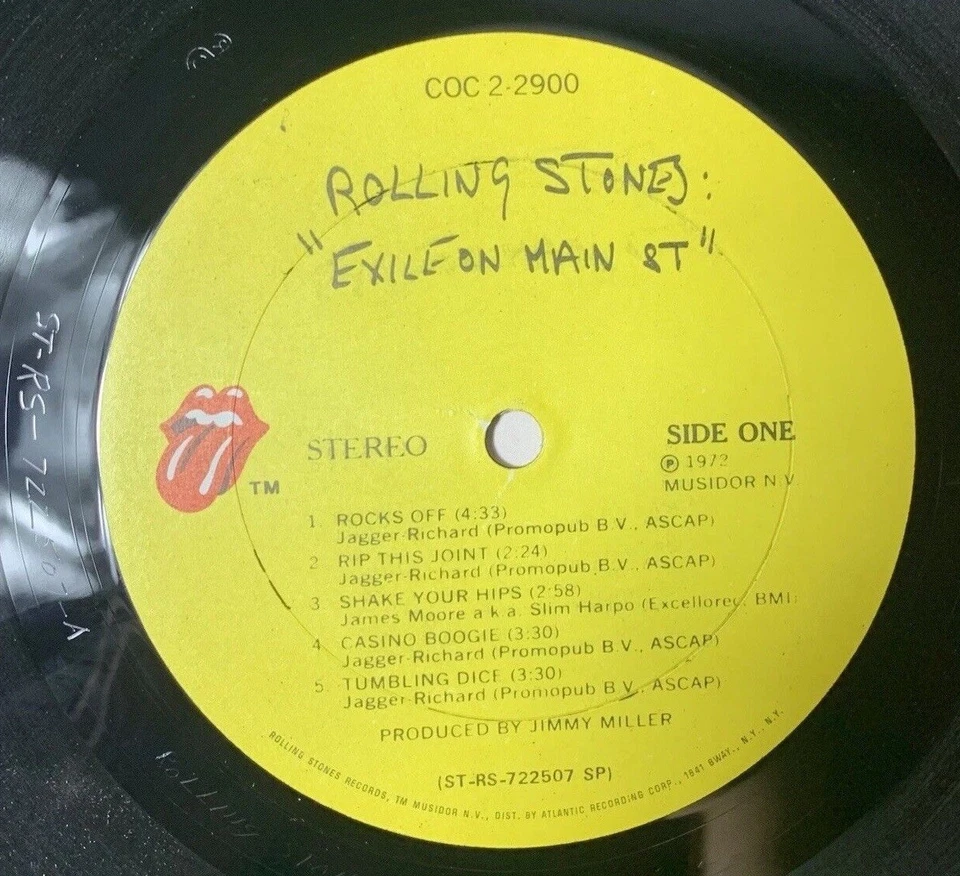 COC 2-2900
ROLLING STONES:
"EXILE ON MAIN ST"
STEREO
SIDE ONE
Ⓟ 1972
MUSIDOR N.V.
TM
1. ROCKS OFF (4:33)
Jagger-Richard (Promopub B.V., ASCAP)
2 RIP THIS JOINT (2:24)
Jagger-Richard (Promopub B.V., ASCAP)
3 SHAKE YOUR HIPS (2:58)
James Moore a.k.a. Slim Harpo (Excellorec, BMI)
4 CASINO BOOGIE (3:30)
Jagger-Richard (Promopub B.V., ASCAP)
5. TUMBLING DICE (3:30)
Jagger-Richard (Promopub B.V., ASCAP)
PRODUCED BY JIMMY MILLER
(ST-RS-722507 SP)
ROLLING STONES RECORDS, TM MUSIDOR N.V., DIST. BY ATLANTIC RECORDING CORP., 1841 BWAY., N.Y., N.Y.
ST-RS-